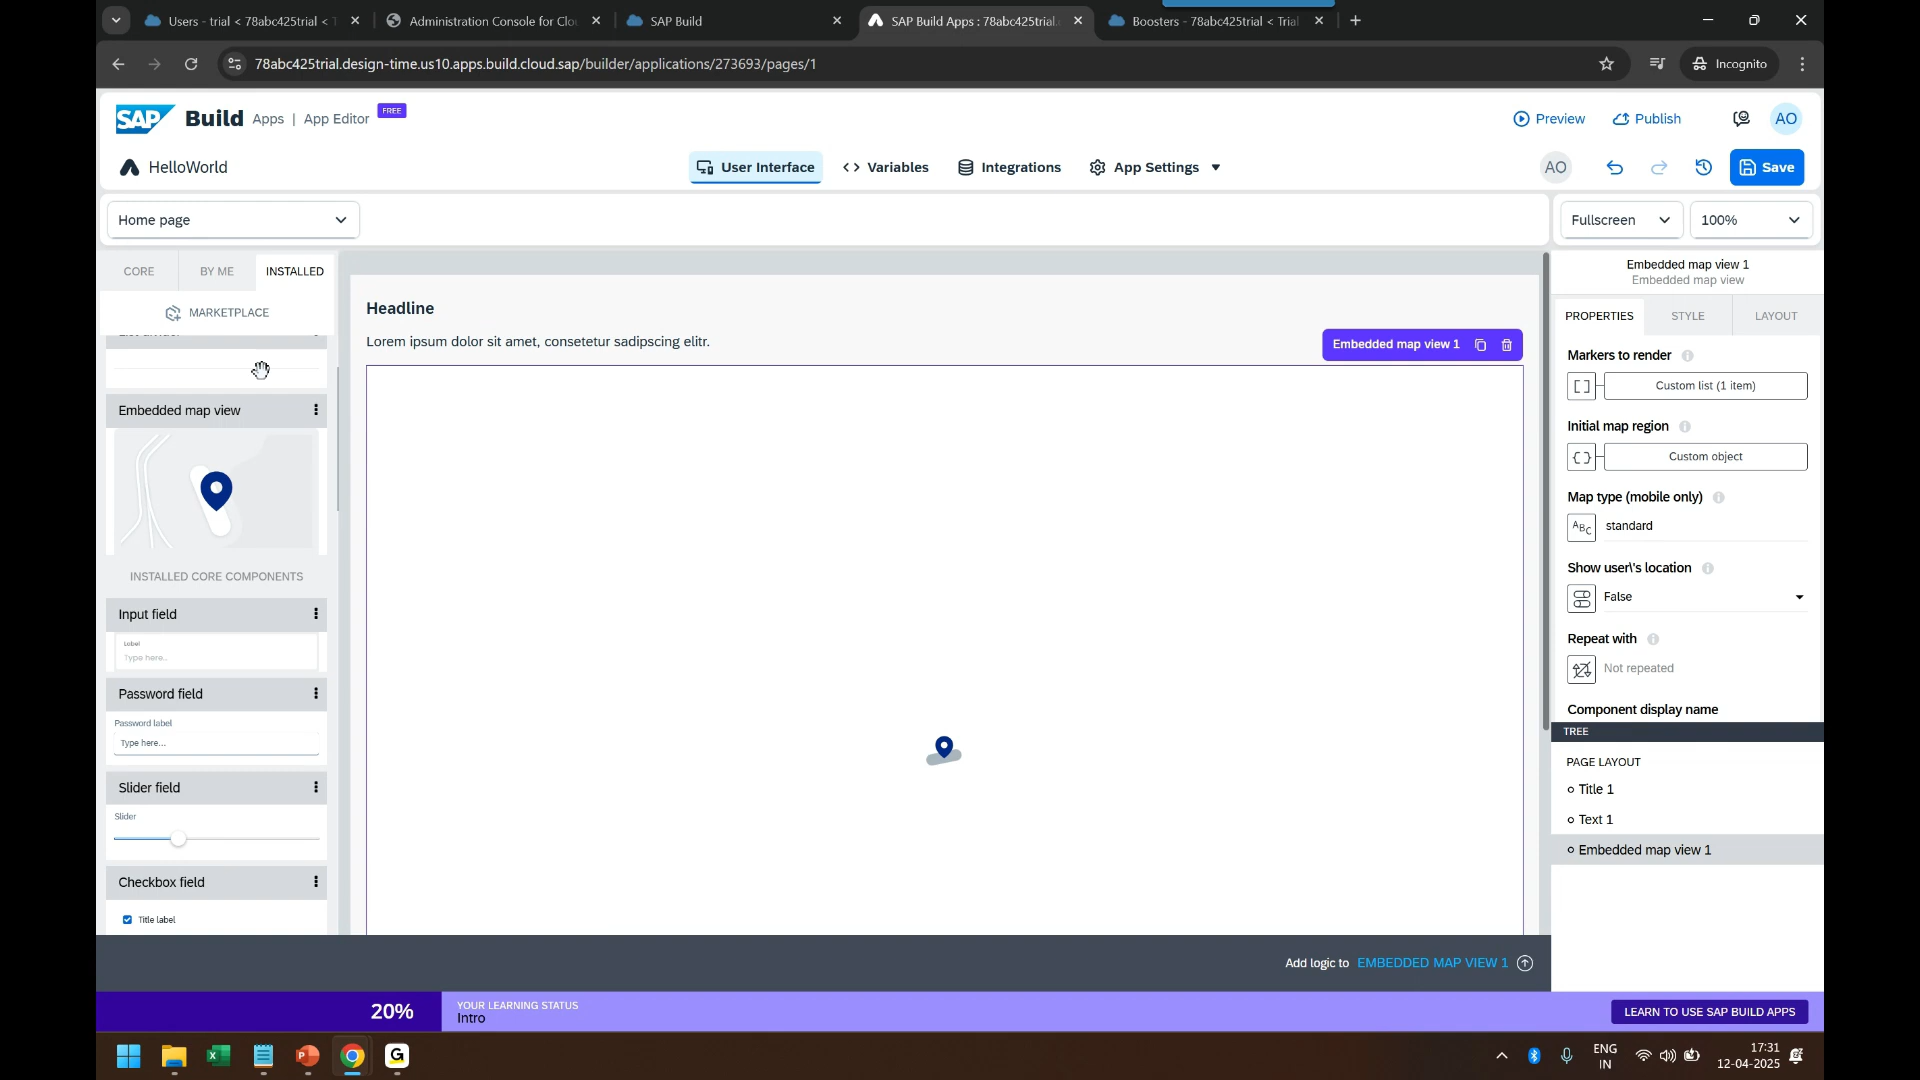 Users - trial < 78abc425trial <
Administration Console for Clo
SAP Build
SAP Build Apps : 78abc425trial.
Boosters - 78abc425trial < Trial
78abc425trial.design-time.us10.apps.build.cloud.sap/builder/applications/273693/pages/1
Incognito
SAP Build Apps | App Editor FREE
Preview
Publish
AO
HelloWorld
User Interface
Variables
Integrations
App Settings
AO
Save
Home page
Fullscreen
100%
CORE
BY ME
INSTALLED
MARKETPLACE
Embedded map view
INSTALLED CORE COMPONENTS
Input field
Label
Type here...
Password field
Password label
Type here...
Slider field
Slider
Checkbox field
Title label
Headline
Lorem ipsum dolor sit amet, consetetur sadipscing elitr.
Embedded map view 1
Add logic to EMBEDDED MAP VIEW 1
Embedded map view 1
Embedded map view
PROPERTIES
STYLE
LAYOUT
Markers to render
Custom list (1 item)
Initial map region
Custom object
Map type (mobile only)
ABC standard
Show user\'s location
False
Repeat with
Not repeated
Component display name
TREE
PAGE LAYOUT
Title 1
Text 1
Embedded map view 1
20%
YOUR LEARNING STATUS
Intro
LEARN TO USE SAP BUILD APPS
ENG
IN
17:31
12-04-2025